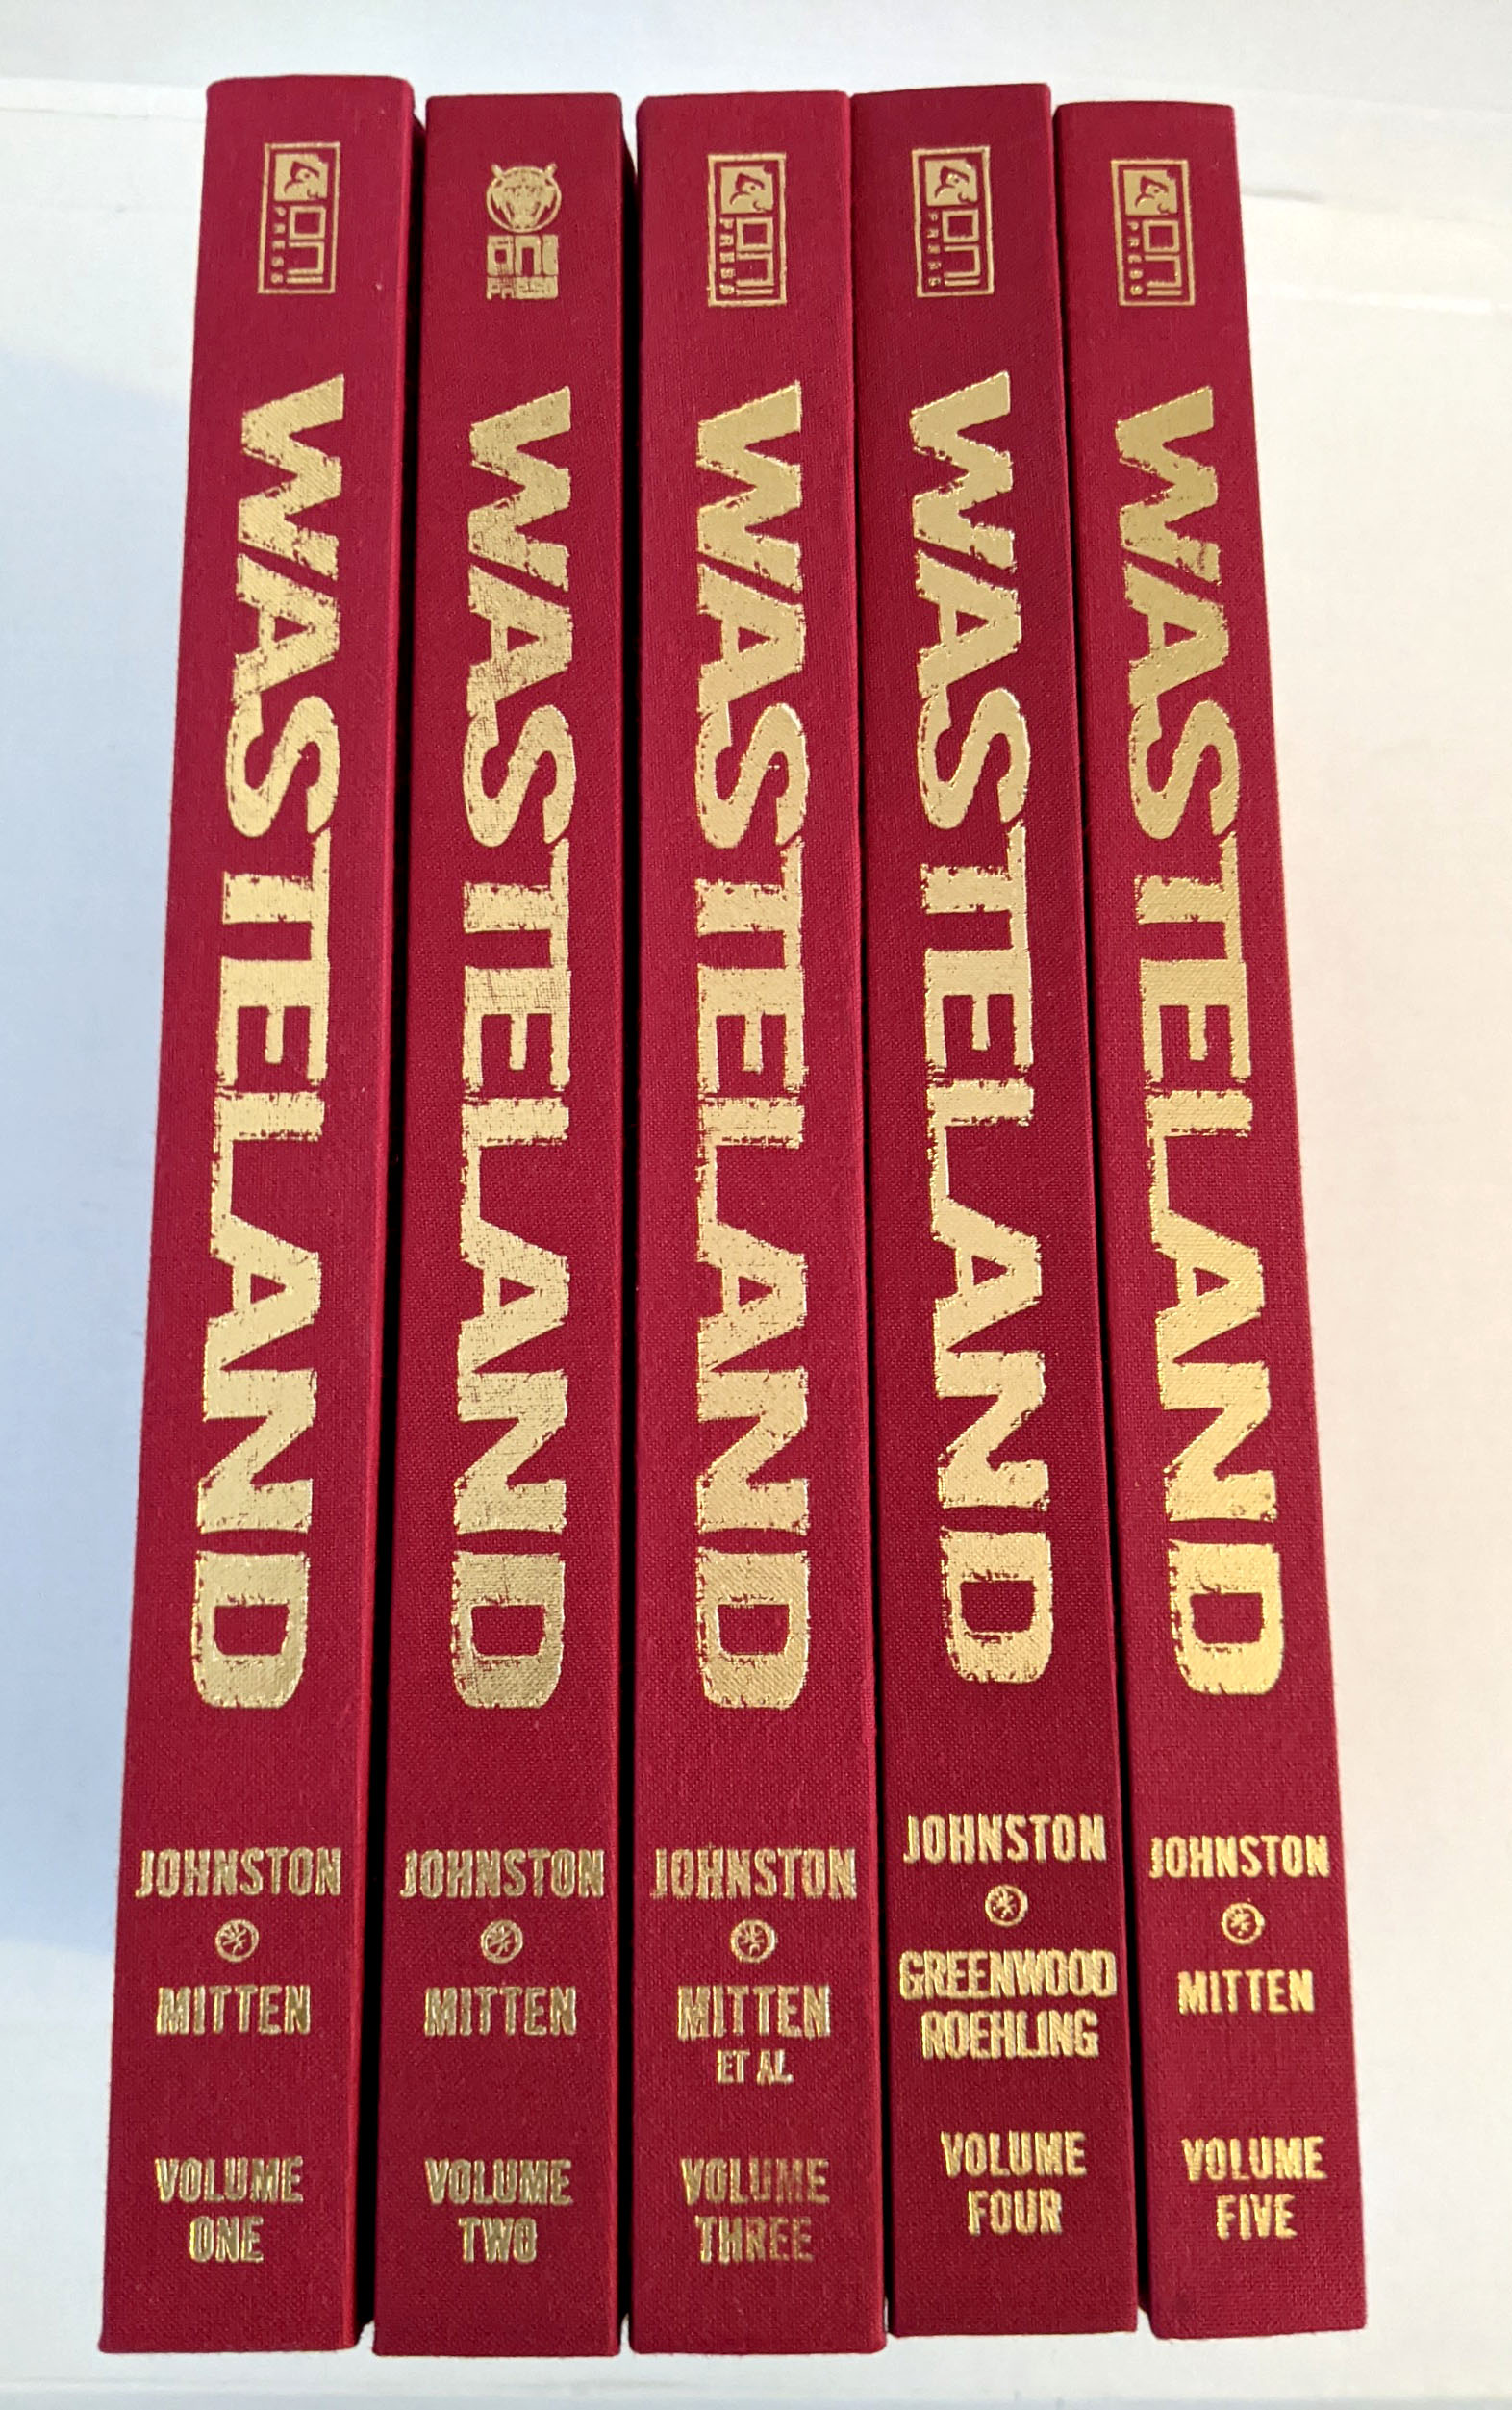 ONI
PRESS
WASTELAND
JOHNSTON
MITTEN
VOLUME
ONE
ONI
PRESS
WASTELAND
JOHNSTON
MITTEN
VOLUME
TWO
ONI
PRESS
WASTELAND
JOHNSTON
MITTEN
ET AL
VOLUME
THREE
ONI
PRESS
WASTELAND
JOHNSTON
GREENWOOD
ROEHLING
VOLUME
FOUR
ONI
PRESS
WASTELAND
JOHNSTON
MITTEN
VOLUME
FIVE